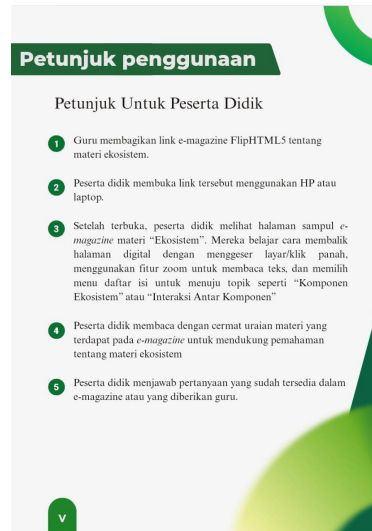 Petunjuk penggunaan
Petunjuk Untuk Peserta Didik
1 Guru membagikan link e-magazine FlipHTML5 tentang
materi ekosistem.
2 Peserta didik membuka link tersebut menggunakan HP atau
laptop.
3 Setelah terbuka, peserta didik melihat halaman sampul e-
magazine materi “Ekosistem”. Mereka belajar cara membalik
halaman digital dengan menggeser layar/klik panah,
menggunakan fitur zoom untuk membaca teks, dan memilih
menu daftar isi untuk menuju topik seperti “Komponen
Ekosistem” atau “Interaksi Antar Komponen”
4 Peserta didik membaca dengan cermat uraian materi yang
terdapat pada e-magazine untuk mendukung pemahaman
tentang materi ekosistem
5 Peserta didik menjawab pertanyaan yang sudah tersedia dalam
e-magazine atau yang diberikan guru.
V